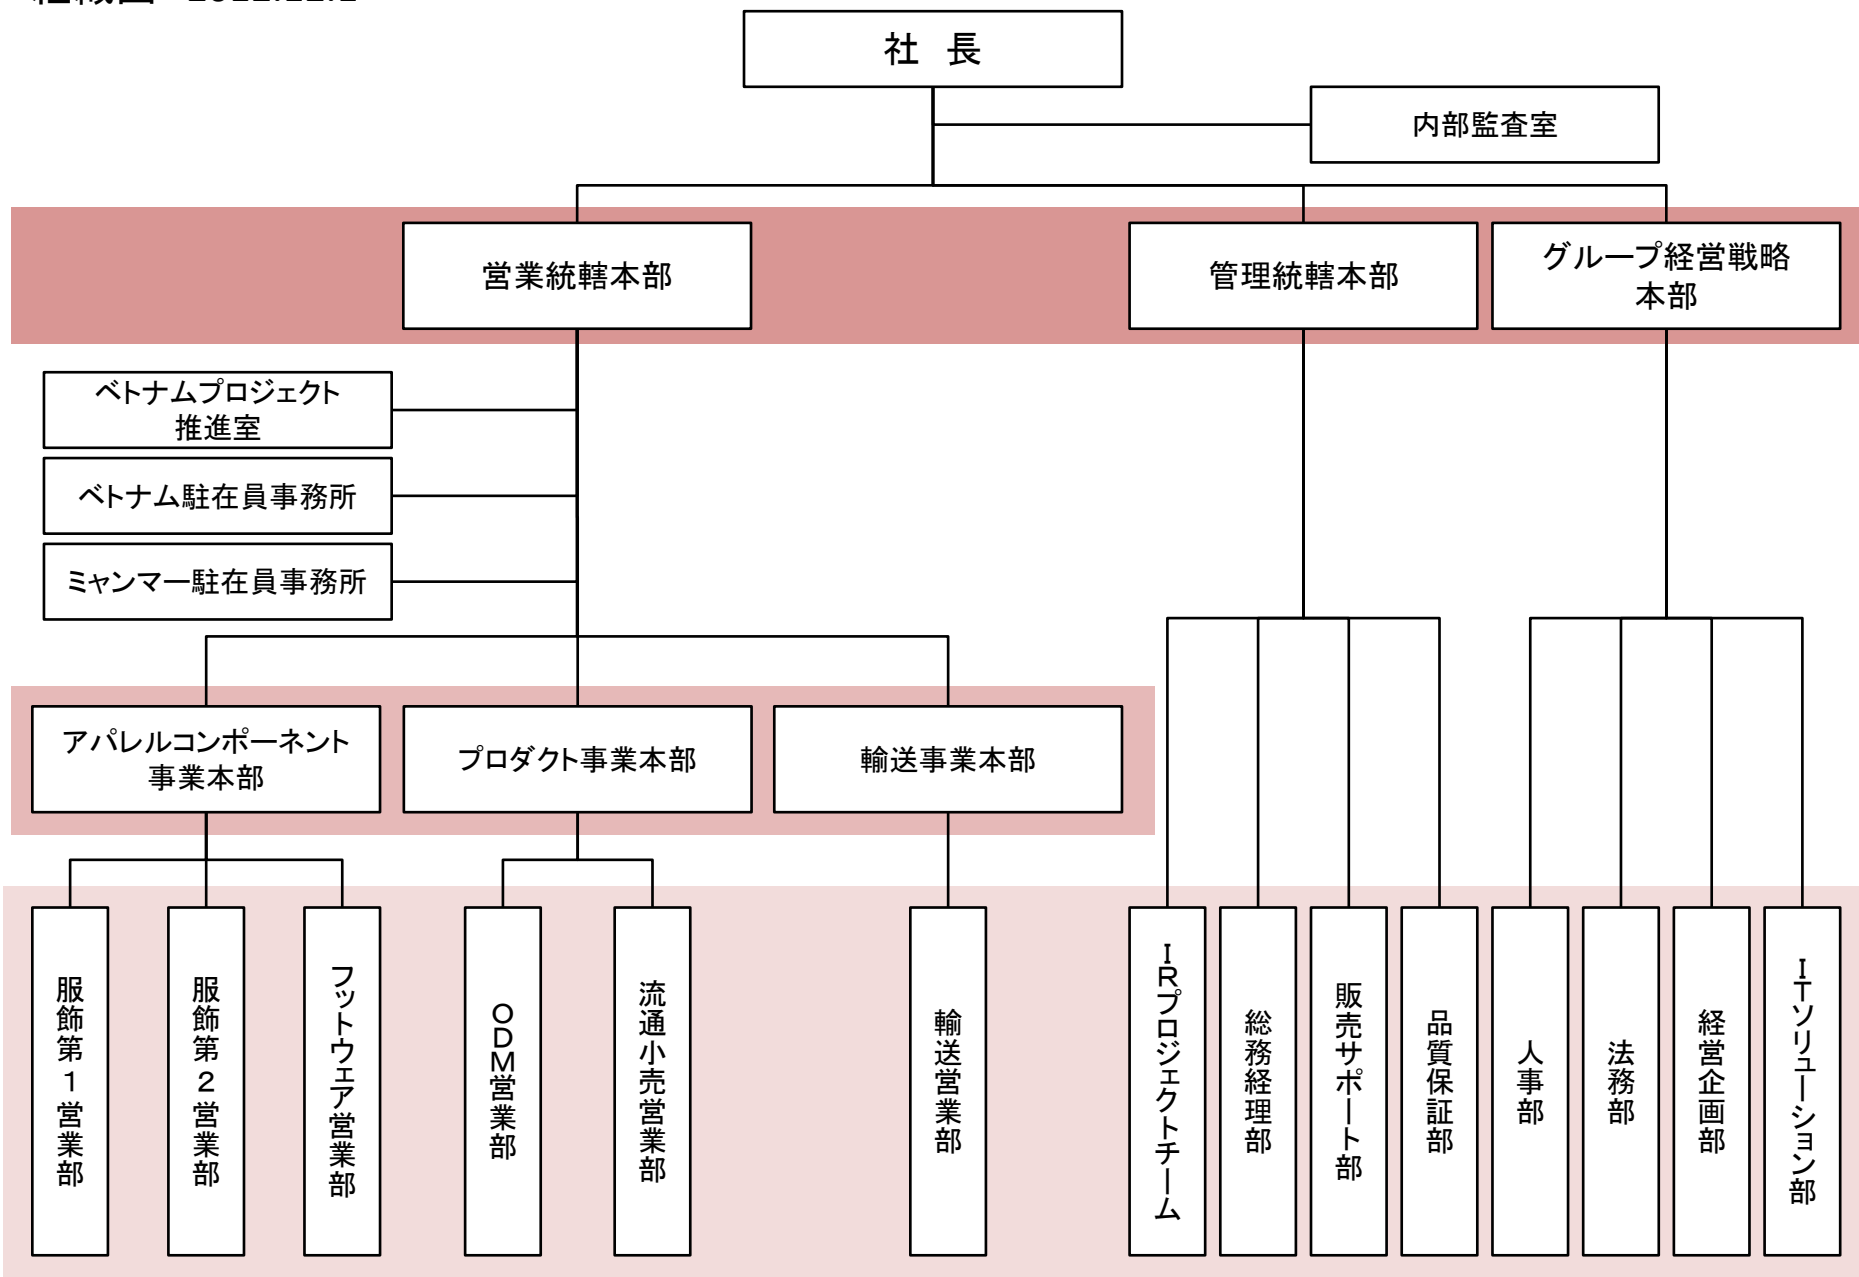 社 長
内部監査室
営業統轄本部
管理統轄本部
グループ経営戦略
本部
ベトナムプロジェクト
推進室
ベトナム駐在員事務所
ミャンマー駐在員事務所
アパレルコンポーネント
事業本部
プロダクト事業本部
輸送事業本部
服飾第1営業部
服飾第2営業部
フットウェア営業部
ODM営業部
流通小売営業部
輸送営業部
IRプロジェクトチーム
総務経理部
販売サポート部
品質保証部
人事部
法務部
経営企画部
ITソリューション部